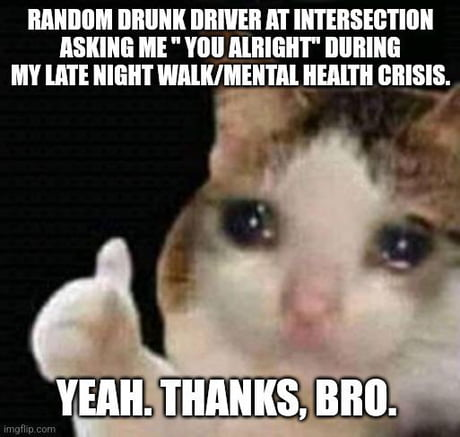 RANDOM DRUNK DRIVER AT INTERSECTION
ASKING ME " YOU ALRIGHT" DURING
MY LATE NIGHT WALK/MENTAL HEALTH CRISIS.
YEAH. THANKS, BRO.
imgflip.com